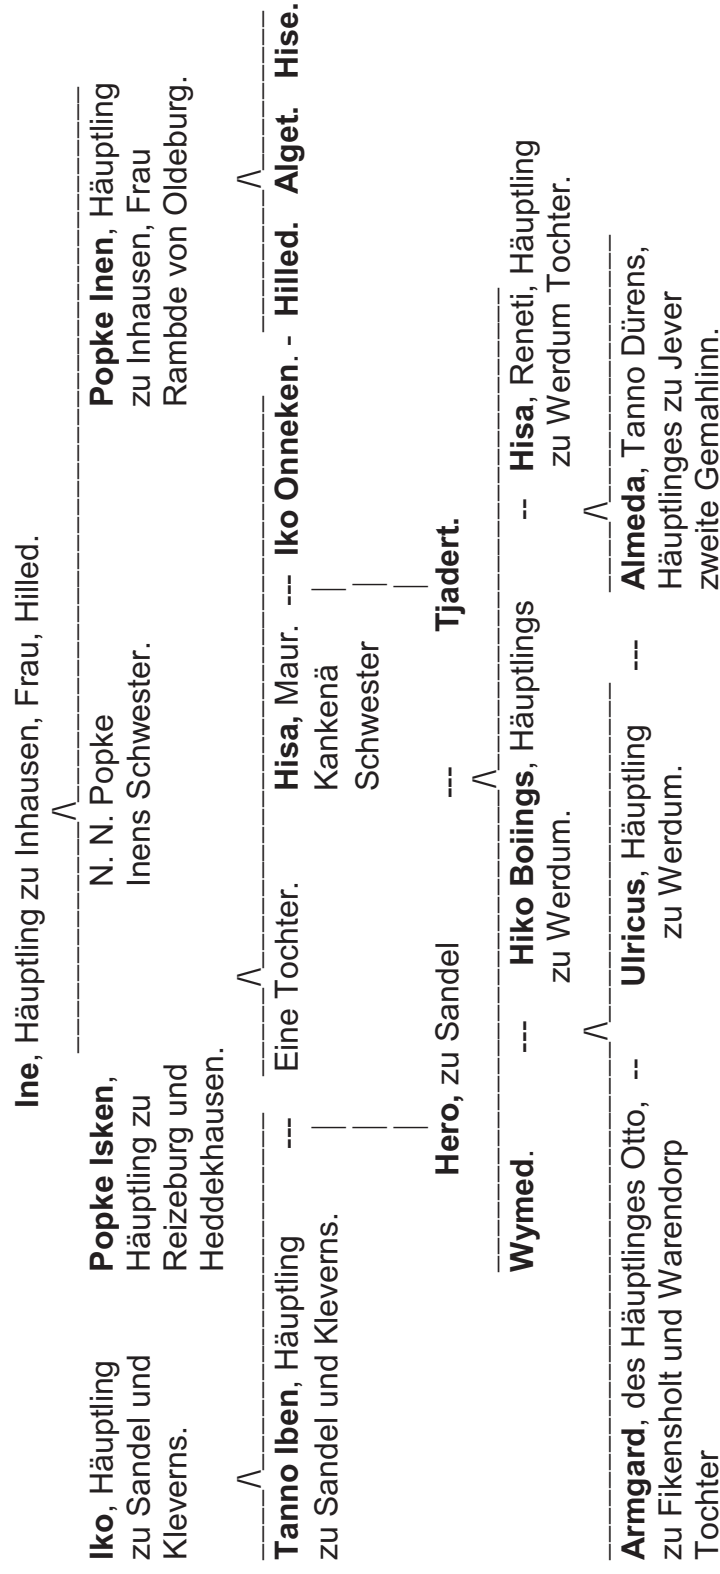 Ine, Häuptling zu Inhausen, Frau, Hilled.
Iko, Häuptling
zu Sandel und
Kleverns.
Popke Isken,
Häuptling zu
Reizeburg und
Heddekhausen.
N. N. Popke
Inens Schwester.
Popke Inen, Häuptling
zu Inhausen, Frau
Rambde von Oldeburg.
Tanno Iben, Häuptling --- Eine Tochter.
zu Sandel und Kleverns.
Hisa, Maur. --- Iko Onneken. - Hilled. Alget. Hise.
Kankenä
Schwester
Hero, zu Sandel --- Tjadert.
Wymed. --- Hiko Boiings, Häuptlings -- Hisa, Reneti, Häuptling
zu Werdum.
zu Werdum Tochter.
Armgard, des Häuptlinges Otto, --
zu Fikensholt und Warendorp
Tochter
Ulricus, Häuptling ---
zu Werdum.
Almeda, Tanno Dürens,
Häuptlinges zu Jever
zweite Gemahlinn.